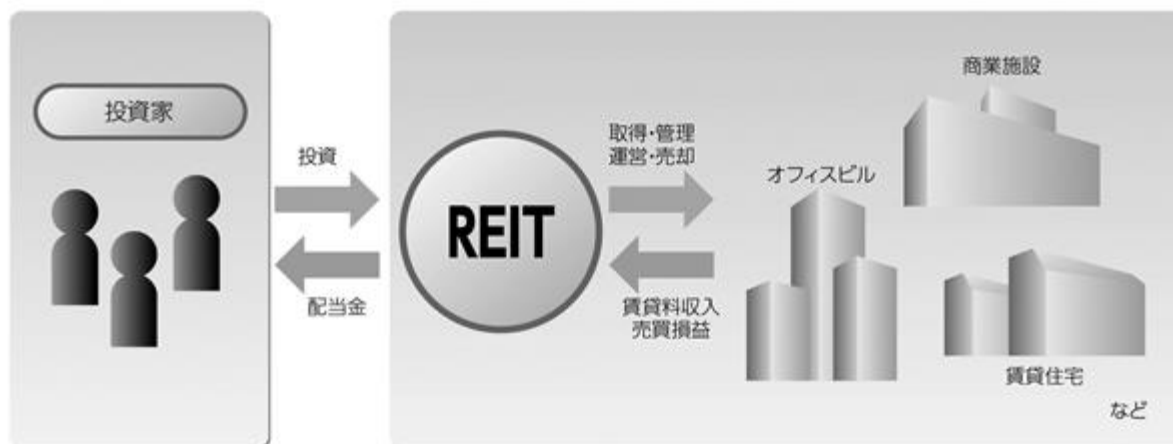 投資家
投資
配当金
REIT
取得・管理
運営・売却
賃貸料収入
売買損益
商業施設
オフィスビル
賃貸住宅
など